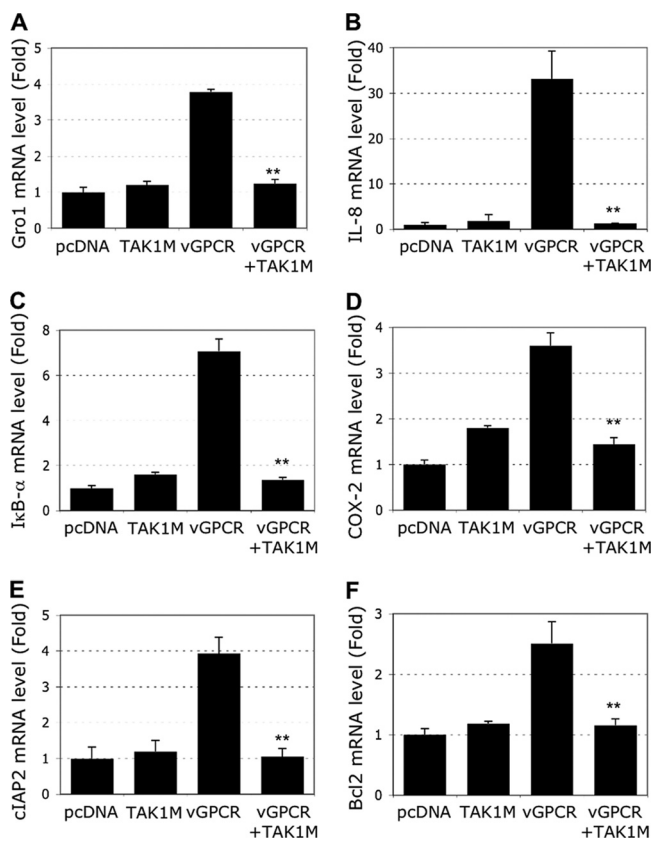 A
Gro1 mRNA level (Fold)
5
4
3
2
1
0
**
pcDNA TAK1M vGPCR vGPCR
+TAK1M
B
IL-8 mRNA level (Fold)
40
30
20
10
0
**
pcDNA TAK1M vGPCR vGPCR
+TAK1M
C
IκB-α mRNA level (Fold)
8
6
4
2
0
**
pcDNA TAK1M vGPCR vGPCR
+TAK1M
D
COX-2 mRNA level (Fold)
4
3
2
1
0
**
pcDNA TAK1M vGPCR vGPCR
+TAK1M
E
cIAP2 mRNA level (Fold)
5
4
3
2
1
0
**
pcDNA TAK1M vGPCR vGPCR
+TAK1M
F
Bcl2 mRNA level (Fold)
3
2
1
0
**
pcDNA TAK1M vGPCR vGPCR
+TAK1M